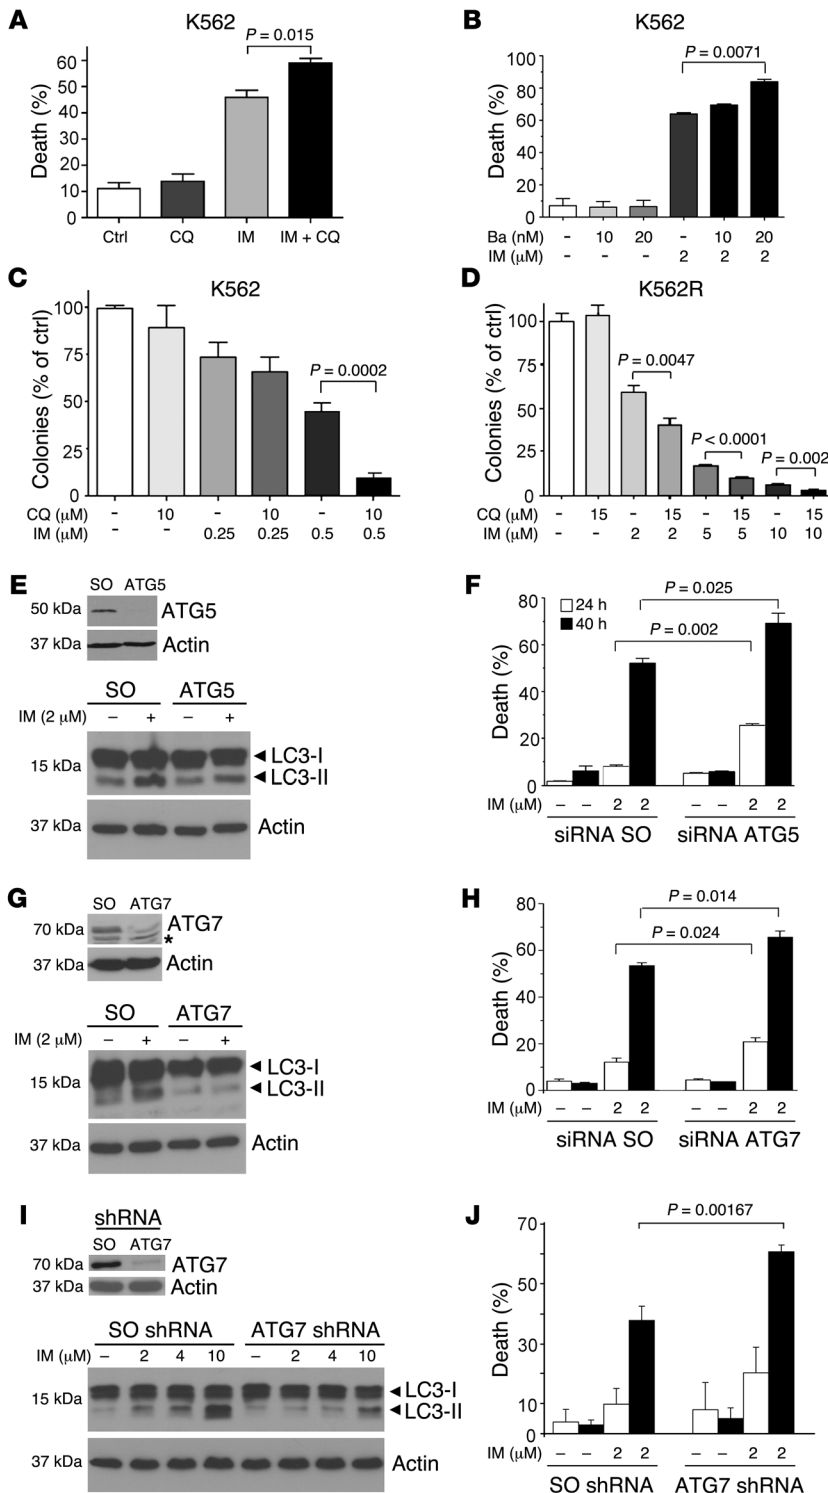 A
K562
P = 0.015
Death (%)
60
50
40
30
20
10
0
Ctrl CQ IM IM + CQ
B
K562
P = 0.0071
Death (%)
100
80
60
40
20
0
Ba (nM) – 10 20 – 10 20
IM (μM) – – – 2 2 2
C
K562
Colonies (% of ctrl)
100
75
50
25
0
P = 0.0002
CQ (μM) – 10 – 10 – 10
IM (μM) – – 0.25 0.25 0.5 0.5
D
K562R
Colonies (% of ctrl)
100
75
50
25
0
P = 0.0047
P < 0.0001
P = 0.002
CQ (μM) – 15 – 15 – 15 – 15
IM (μM) – – 2 2 5 5 10 10
E
SO ATG5
50 kDa ATG5
37 kDa Actin
SO ATG5
IM (2 μM) – + – +
LC3-I
15 kDa
LC3-II
37 kDa Actin
F
24 h
40 h
P = 0.025
P = 0.002
Death (%)
80
60
40
20
0
IM (μM) – – 2 2 – – 2 2
siRNA SO siRNA ATG5
G
SO ATG7
70 kDa ATG7
*
37 kDa Actin
SO ATG7
IM (2 μM) – + – +
LC3-I
15 kDa
LC3-II
37 kDa Actin
H
P = 0.014
P = 0.024
Death (%)
80
60
40
20
0
IM (μM) – – 2 2 – – 2 2
siRNA SO siRNA ATG7
I
shRNA
SO ATG7
70 kDa ATG7
37 kDa Actin
SO shRNA ATG7 shRNA
IM (μM) – 2 4 10 – 2 4 10
LC3-I
15 kDa
LC3-II
37 kDa Actin
J
P = 0.00167
Death (%)
70
50
30
10
0
IM (μM) – – 2 2 – – 2 2
SO shRNA ATG7 shRNA